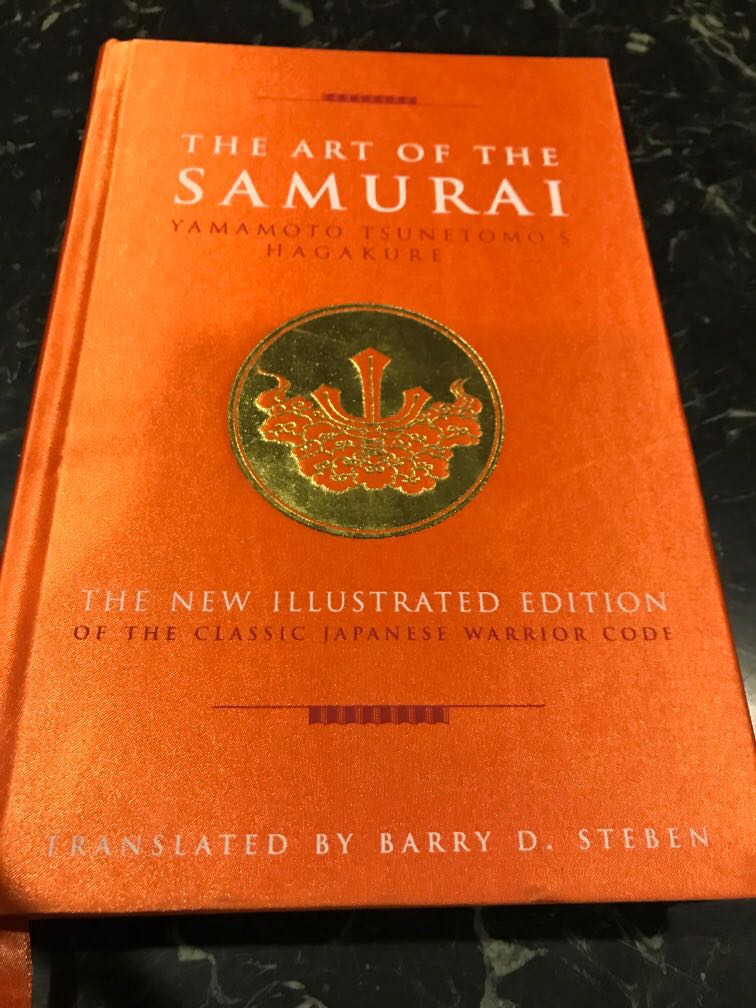 THE ART OF THE
SAMURAI
YAMAMOTO TSUNETOMO'S
HAGAKURE
THE NEW ILLUSTRATED EDITION
OF THE CLASSIC JAPANESE WARRIOR CODE
TRANSLATED BY BARRY D. STEBEN